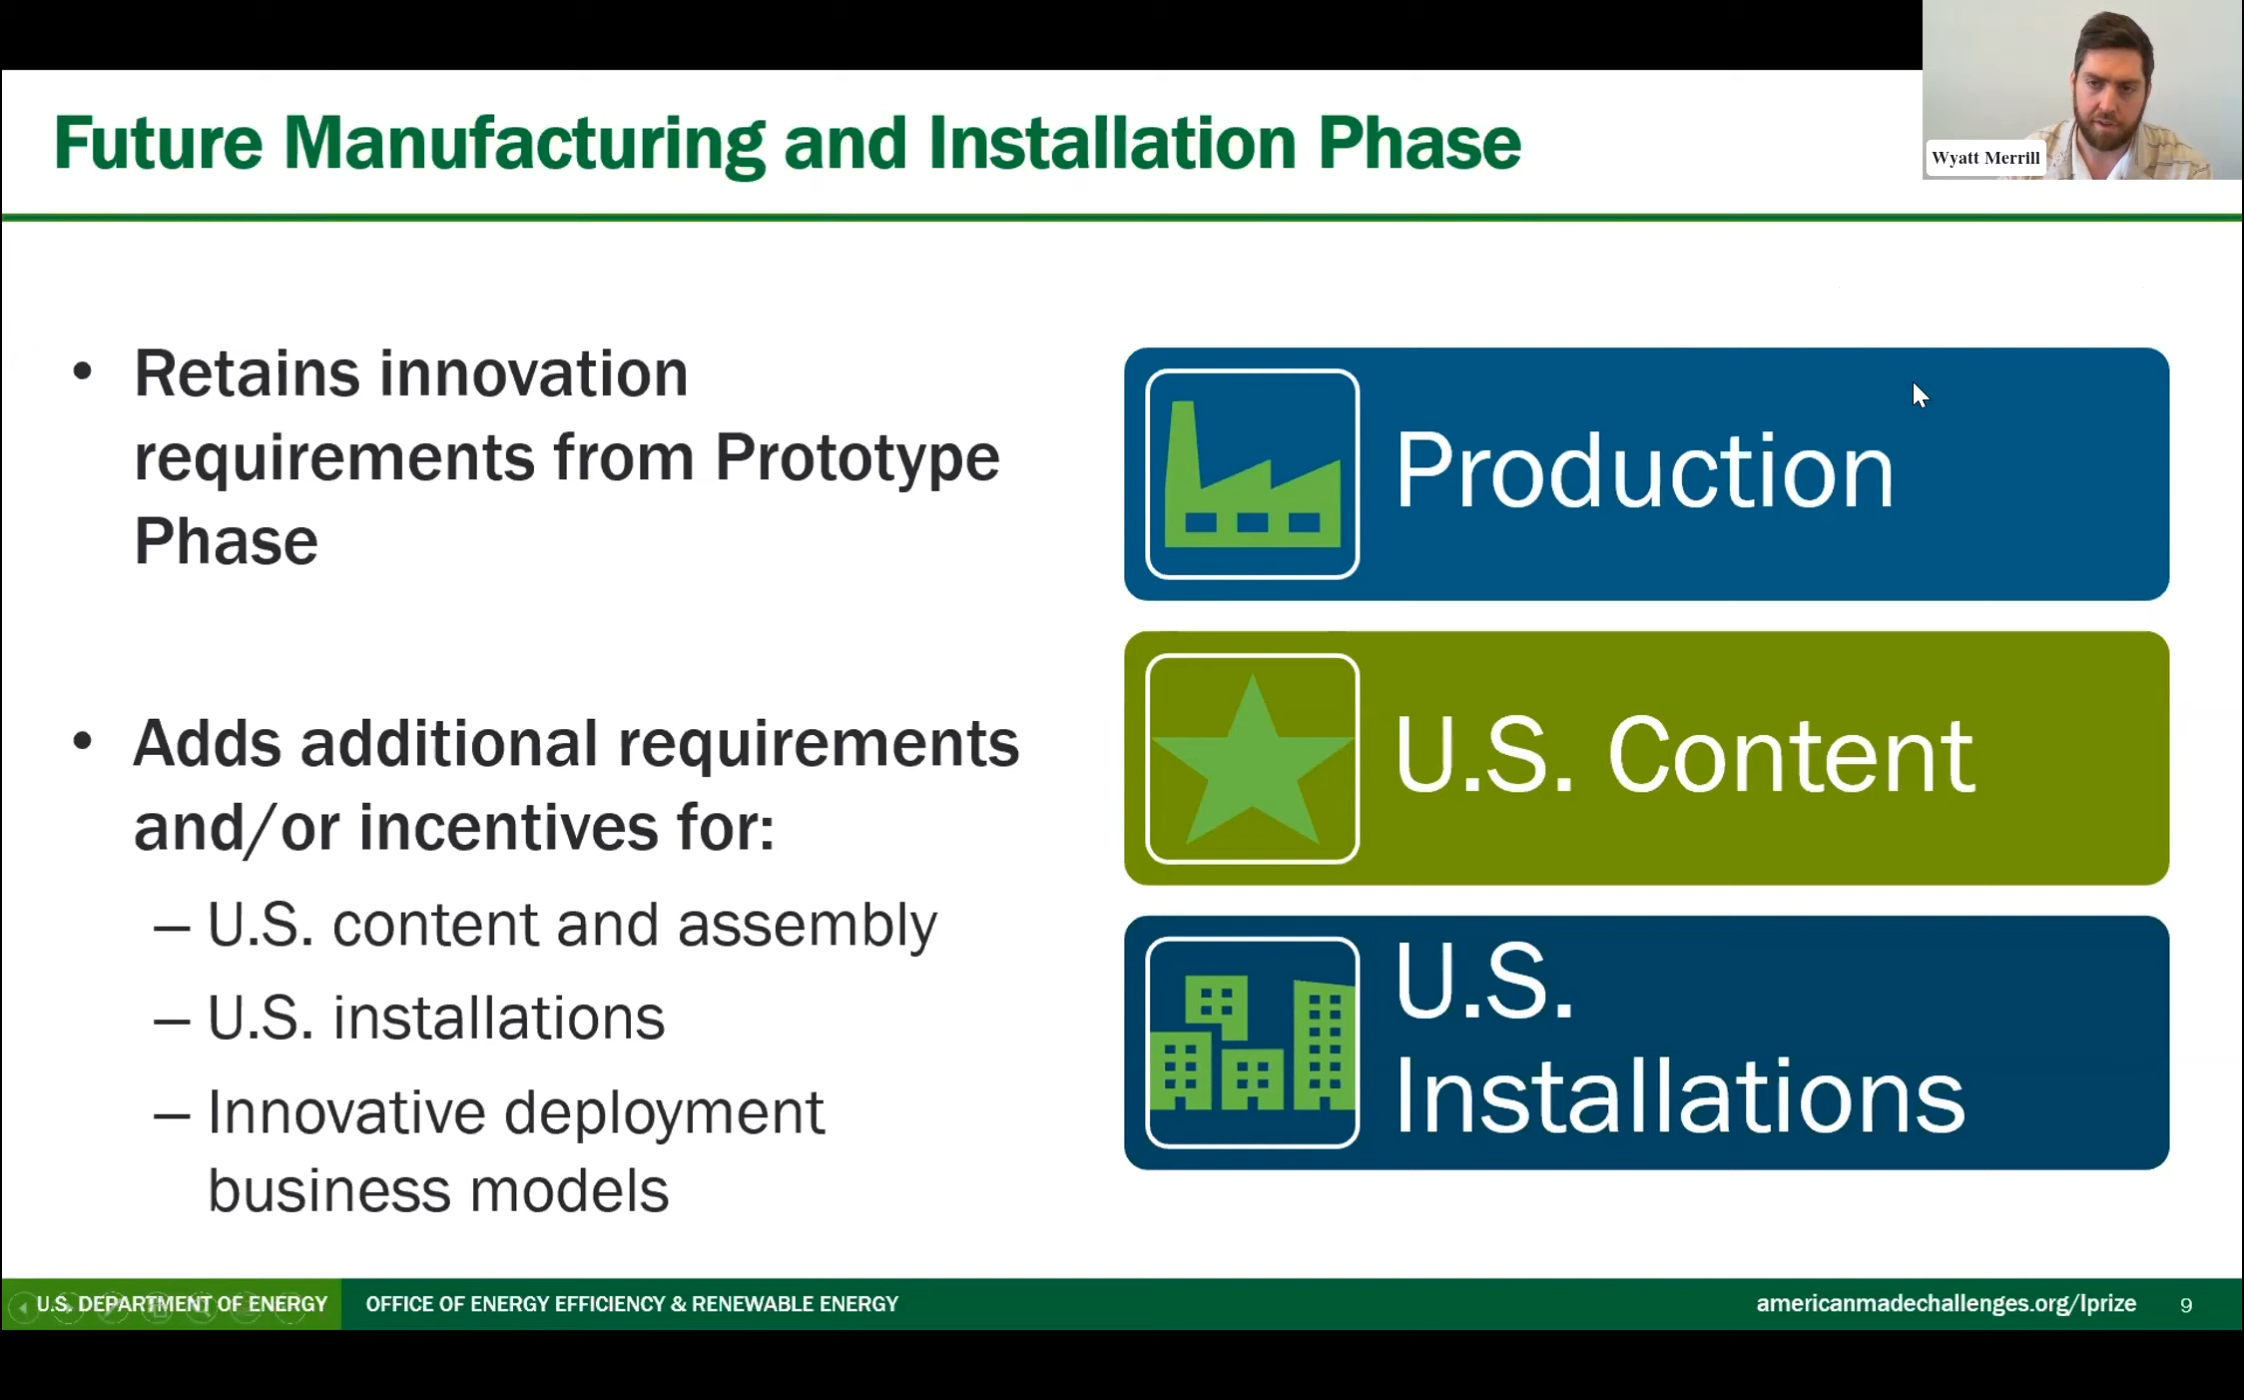 Future Manufacturing and Installation Phase
Wyatt Merrill
• Retains innovation
requirements from Prototype
Phase
• Adds additional requirements
and/or incentives for:
– U.S. content and assembly
– U.S. installations
– Innovative deployment
business models
Production
U.S. Content
U.S.
Installations
U.S. DEPARTMENT OF ENERGY
OFFICE OF ENERGY EFFICIENCY & RENEWABLE ENERGY
americanmadechallenges.org/lprize
9